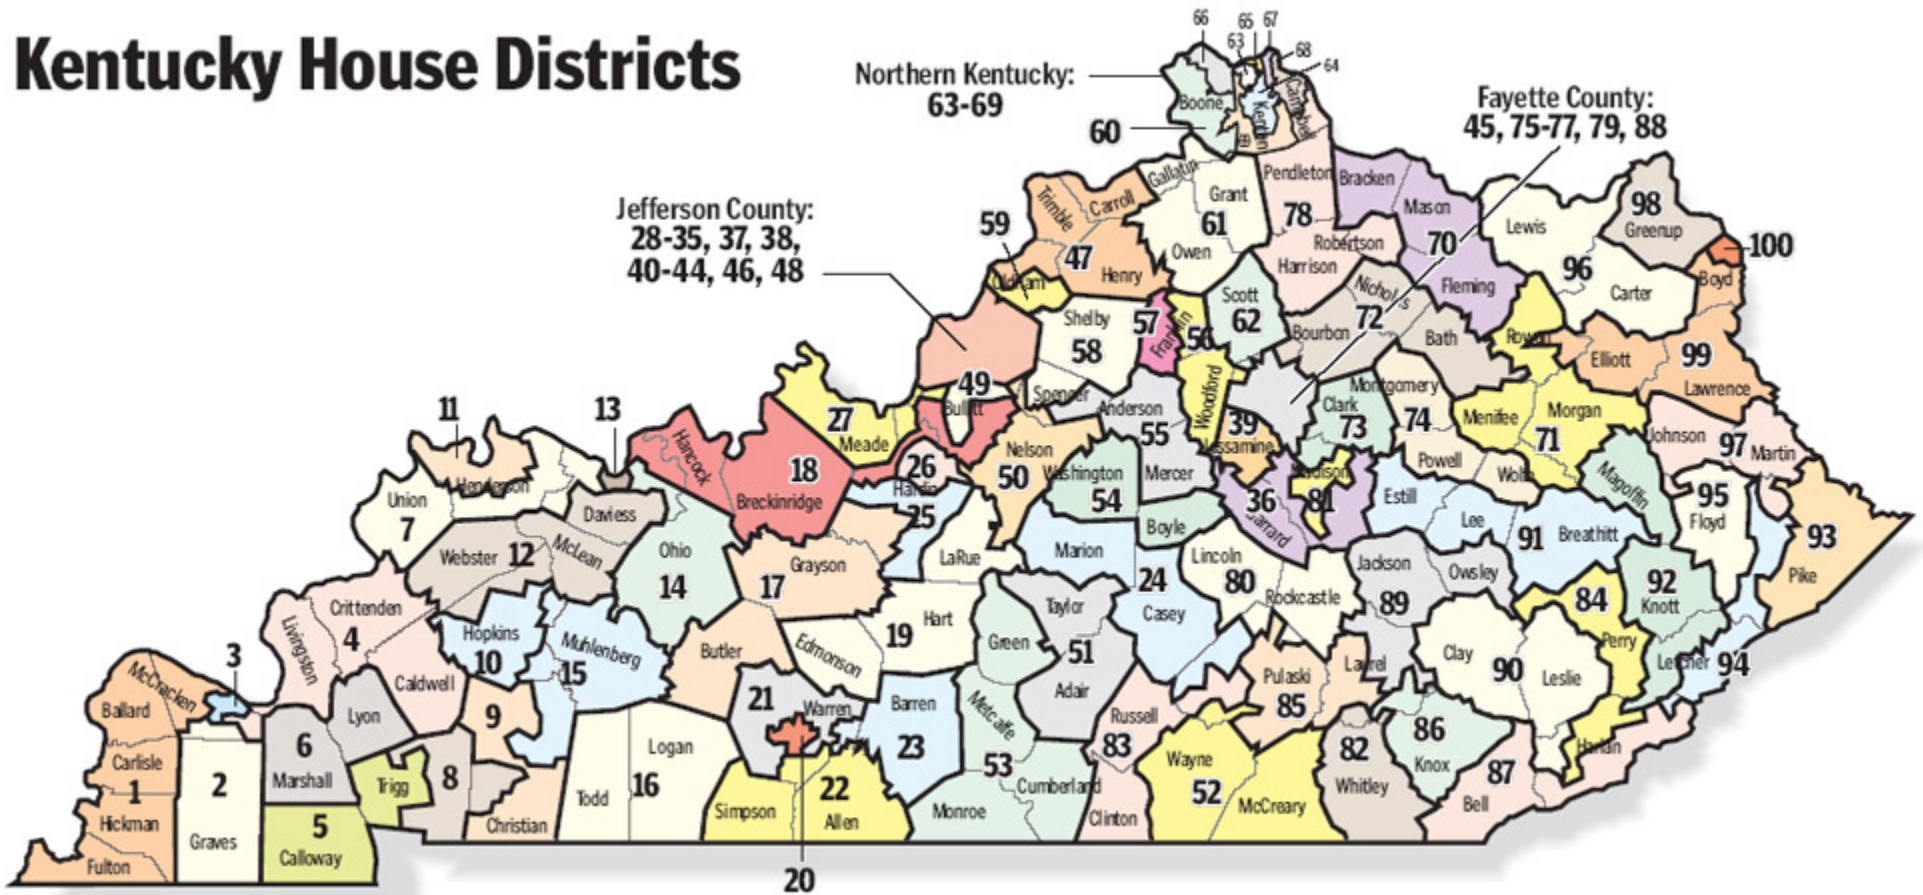 Kentucky House Districts
Northern Kentucky:
63-69
Fayette County:
45, 75-77, 79, 88
Jefferson County:
28-35, 37, 38,
40-44, 46, 48
66
65
67
63
68
64
Boone
Kenton
Campbell
60
69
Gallatin
Grant
61
Owen
Pendleton
78
Robertson
Harrison
Bracken
Mason
70
Fleming
Lewis
96
Carter
98
Greenup
100
Boyd
59
Trimble
Carroll
47
Henry
Oldham
Shelby
58
57
Franklin
56
Scott
62
Nicholas
72
Bourbon
Bath
Rowan
Elliott
99
Lawrence
49
Bullitt
Spencer
Anderson
55
Mercer
Woodford
39
Jessamine
Clark
73
Montgomery
74
Powell
Menifee
Morgan
71
Wolfe
Johnson
97
Martin
Magoffin
95
Floyd
93
Pike
11
Henderson
Union
7
13
Daviess
Hancock
18
Breckinridge
27
Meade
26
Hardin
25
Nelson
50
Washington
54
Boyle
36
Garrard
Madison
81
Estill
Lee
91
Breathitt
Webster
12
McLean
Ohio
14
Grayson
17
LaRue
Marion
24
Casey
Lincoln
80
Rockcastle
Jackson
89
Owsley
84
Perry
92
Knott
Letcher
94
Livingston
Crittenden
4
Caldwell
Hopkins
10
Muhlenberg
15
Butler
Edmonson
19
Hart
Green
Taylor
51
Adair
Pulaski
85
Laurel
Clay
90
Leslie
3
McCracken
Ballard
Carlisle
1
Hickman
Fulton
2
Graves
6
Marshall
Lyon
5
Calloway
Trigg
8
9
Christian
Todd
16
Logan
21
Warren
20
Simpson
22
Allen
Barren
23
Metcalfe
53
Monroe
Cumberland
Russell
83
Clinton
Wayne
52
McCreary
82
Whitley
86
Knox
87
Bell
Harlan